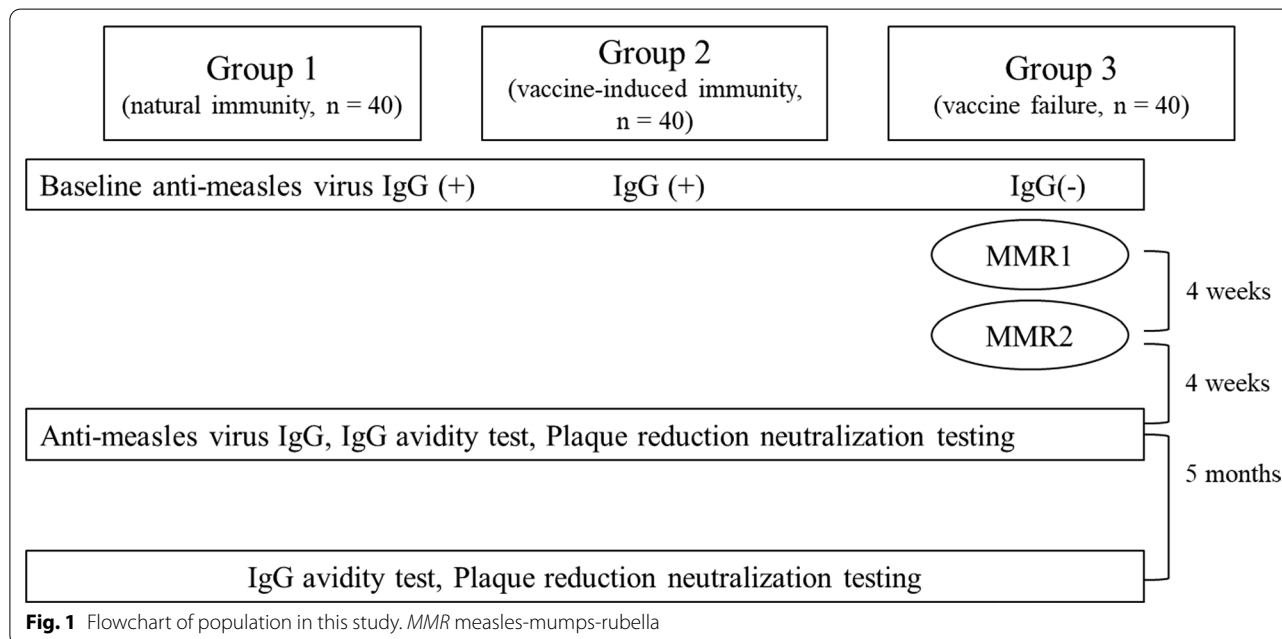 Group 1
(natural immunity, n = 40)
Group 2
(vaccine-induced immunity,
n = 40)
Group 3
(vaccine failure, n = 40)
Baseline anti-measles virus IgG (+) IgG (+) IgG(-)
MMR1
4 weeks
MMR2
4 weeks
Anti-measles virus IgG, IgG avidity test, Plaque reduction neutralization testing
5 months
IgG avidity test, Plaque reduction neutralization testing
Fig. 1 Flowchart of population in this study. MMR measles-mumps-rubella